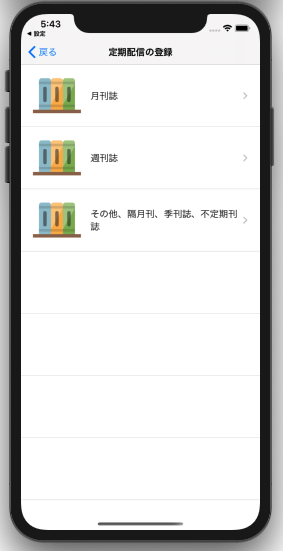 5:43
◀ 設定
戻る 定期配信の登録
月刊誌
週刊誌
その他、隔月刊、季刊誌、不定期刊
誌